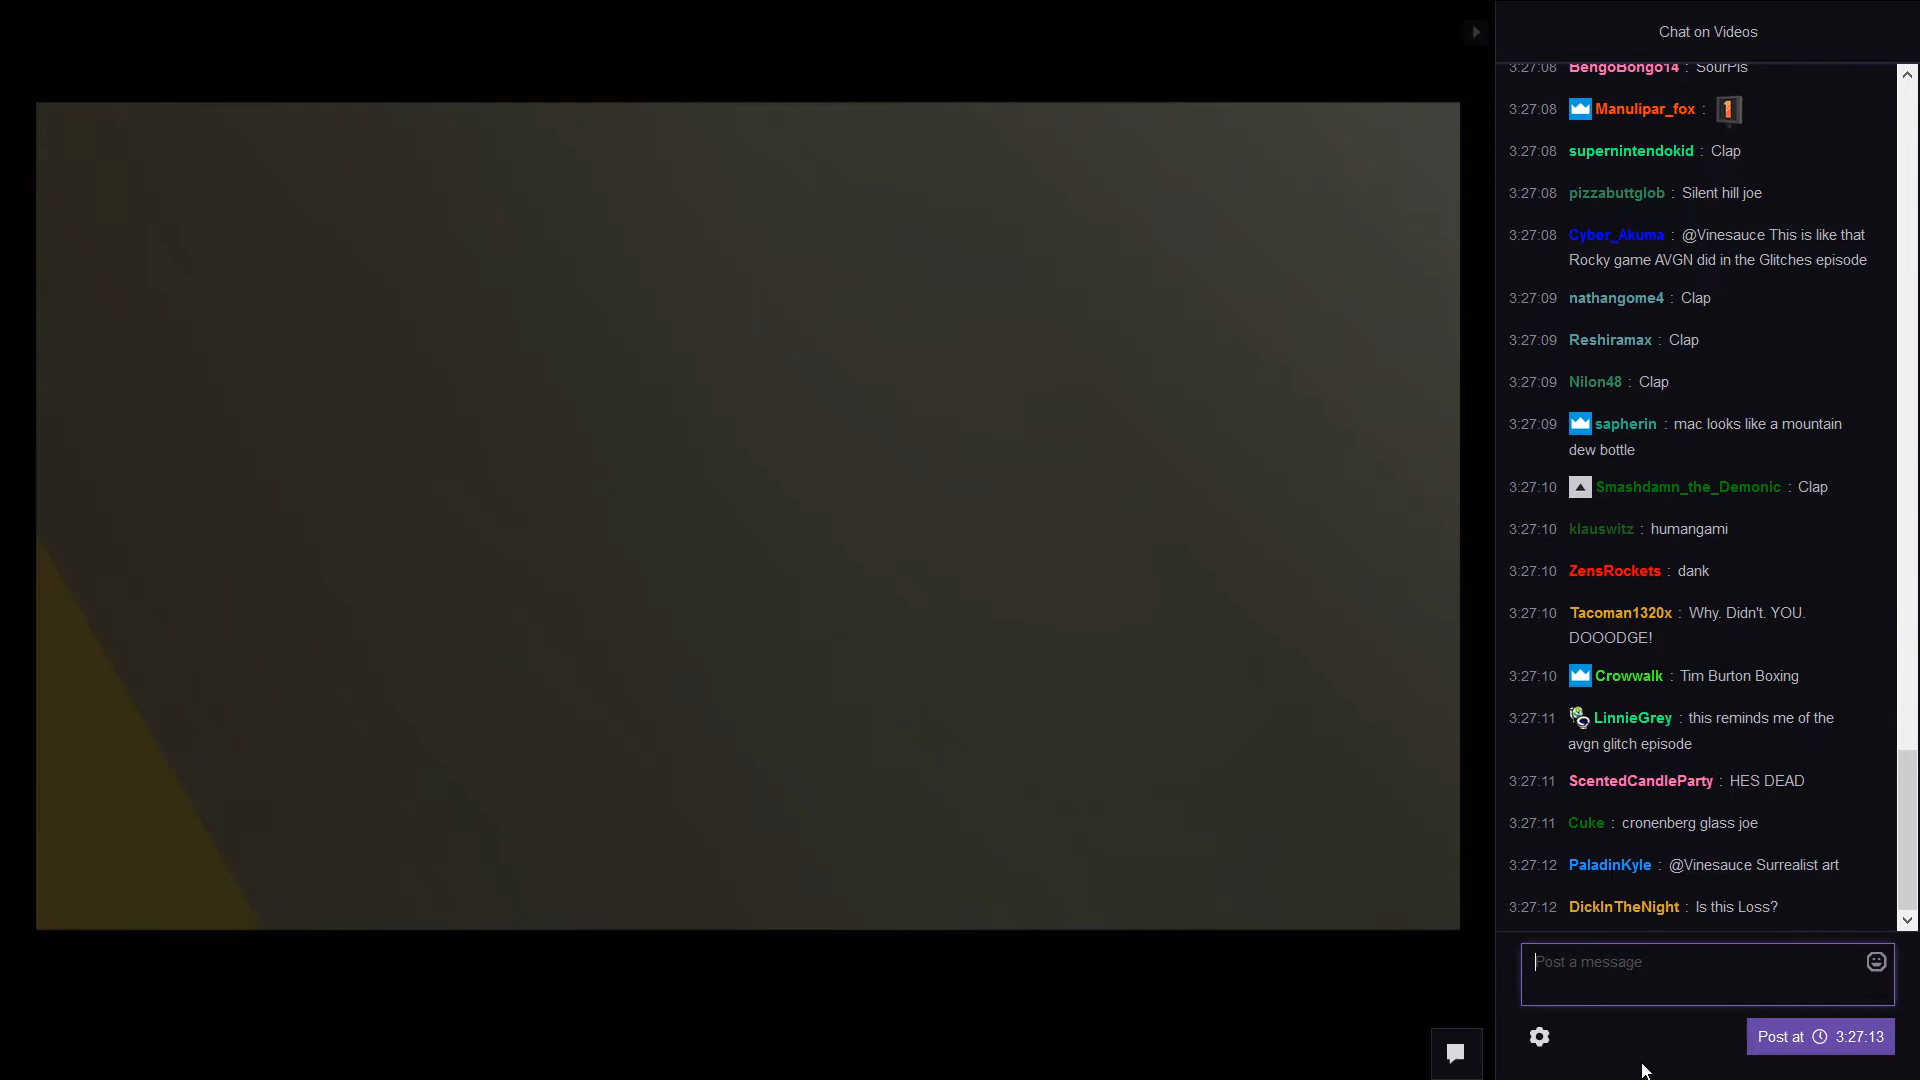 Chat on Videos
3:27:08 BengoBongo14 : SourPls
3:27:08 Manulipar_fox : 1
3:27:08 supernintendokid : Clap
3:27:08 pizzabuttglob : Silent hill joe
3:27:08 Cyber_Akuma : @Vinesauce This is like that
Rocky game AVGN did in the Glitches episode
3:27:09 nathangome4 : Clap
3:27:09 Reshiramax : Clap
3:27:09 Nilon48 : Clap
3:27:09 sapherin : mac looks like a mountain
dew bottle
3:27:10 Smashdamn_the_Demonic : Clap
3:27:10 klauswitz : humangami
3:27:10 ZensRockets : dank
3:27:10 Tacoman1320x : Why. Didn't. YOU.
DOOODGE!
3:27:10 Crowwalk : Tim Burton Boxing
3:27:11 LinnieGrey : this reminds me of the
avgn glitch episode
3:27:11 ScentedCandleParty : HES DEAD
3:27:11 Cuke : cronenberg glass joe
3:27:12 PaladinKyle : @Vinesauce Surrealist art
3:27:12 DickInTheNight : Is this Loss?
Post a message
Post at 3:27:13